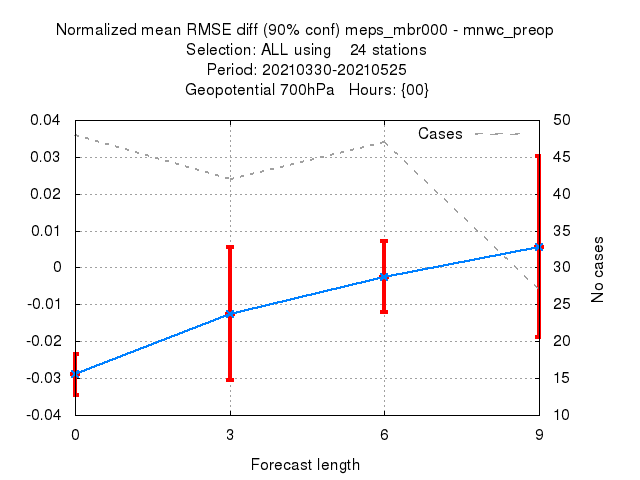 Normalized mean RMSE diff (90% conf) meps_mbr000 - mnwc_preop
Selection: ALL using    24 stations
Period: 20210330-20210525
Geopotential 700hPa   Hours: {00}
Cases
0.04
0.03
0.02
0.01
0
-0.01
-0.02
-0.03
-0.04
50
45
40
35
30
25
20
15
10
No cases
0 3 6 9
Forecast length